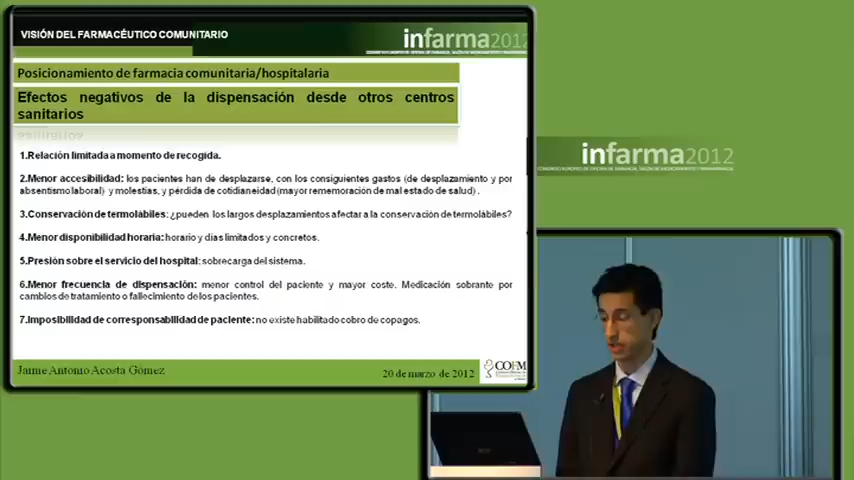 VISIÓN DEL FARMACÉUTICO COMUNITARIO
infarma2012
Posicionamiento de farmacia comunitaria/hospitalaria
Efectos negativos de la dispensación desde otros centros
sanitarios
1.Relación limitada a momento de recogida.
2.Menor accesibilidad: los pacientes han de desplazarse, con los consiguientes gastos (de desplazamiento y por
absentismo laboral) y molestias, y pérdida de cotidianeidad (mayor rememoración de mal estado de salud).
3.Conservación de termolábiles: ¿pueden los largos desplazamientos afectar a la conservación de termolábiles?
4.Menor disponibilidad horaria: horario y días limitados y concretos.
5.Presión sobre el servicio del hospital: sobrecarga del sistema.
6.Menor frecuencia de dispensación: menor control del paciente y mayor coste. Medicación sobrante por
cambios de tratamiento o fallecimiento de los pacientes.
7.Imposibilidad de corresponsabilidad de paciente: no existe habilitado cobro de copagos.
Jaime Antonio Acosta Gómez
20 de marzo de 2012
COFM
infarma2012